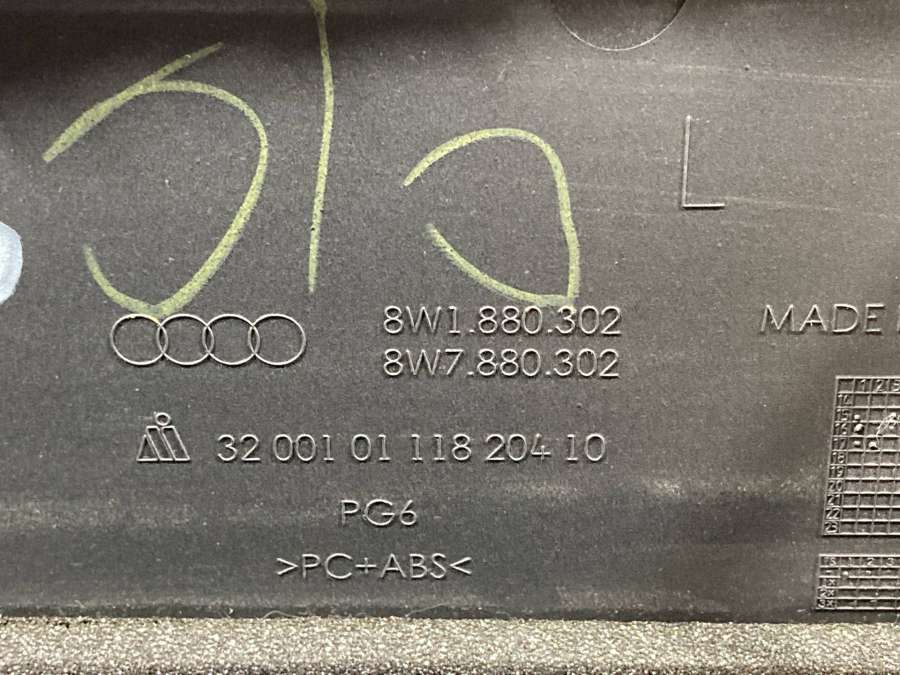 L
8W1.880.302
8W7.880.302
MADE
32 001 01 118 204 10
PG6
>PC+ABS<